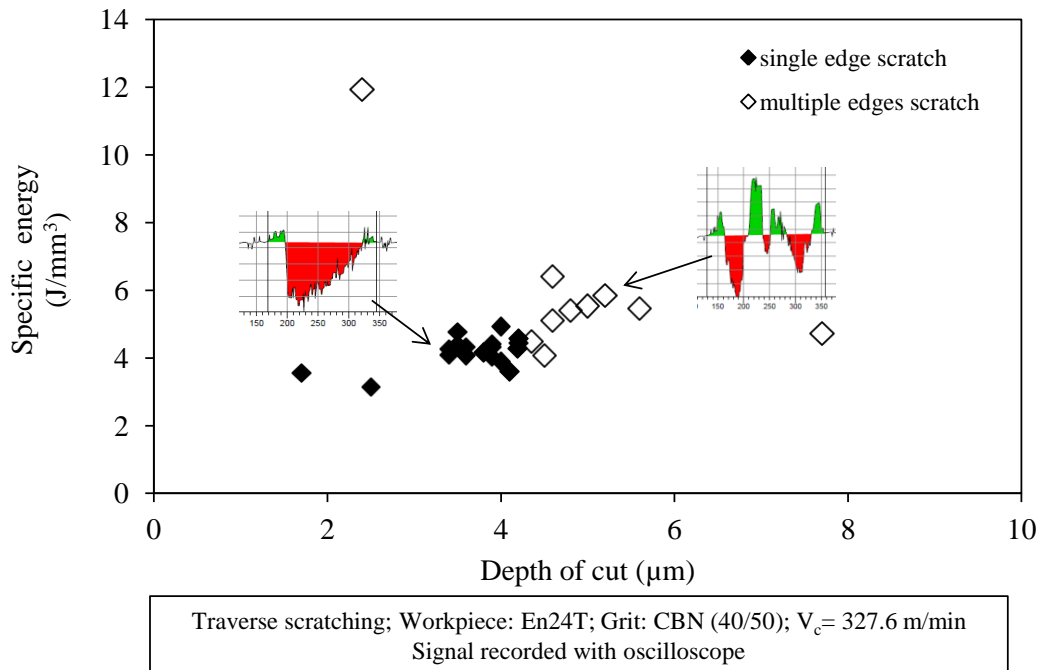 14
12
10
8
6
4
2
0
0 2 4 6 8 10
Specific energy
(J/mm³)
Depth of cut (µm)
single edge scratch
multiple edges scratch
150 200 250 300 350
150 200 250 300 350
Traverse scratching; Workpiece: En24T; Grit: CBN (40/50); Vc= 327.6 m/min
Signal recorded with oscilloscope